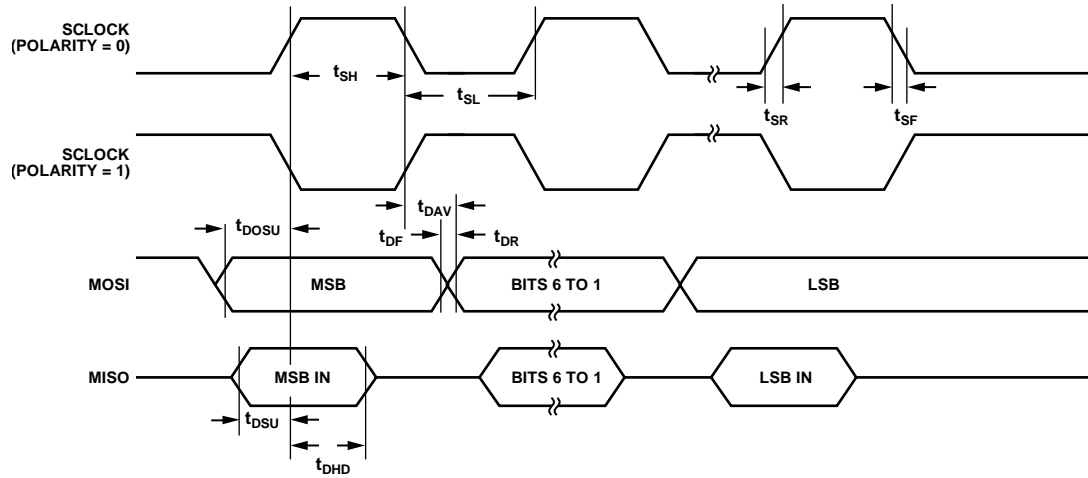 SCLOCK
(POLARITY = 0)
tSH
tSL
tSR
tSF
SCLOCK
(POLARITY = 1)
tDAV
tDOSU
tDF
tDR
MOSI
MSB
BITS 6 TO 1
LSB
MISO
MSB IN
BITS 6 TO 1
LSB IN
tDSU
tDHD